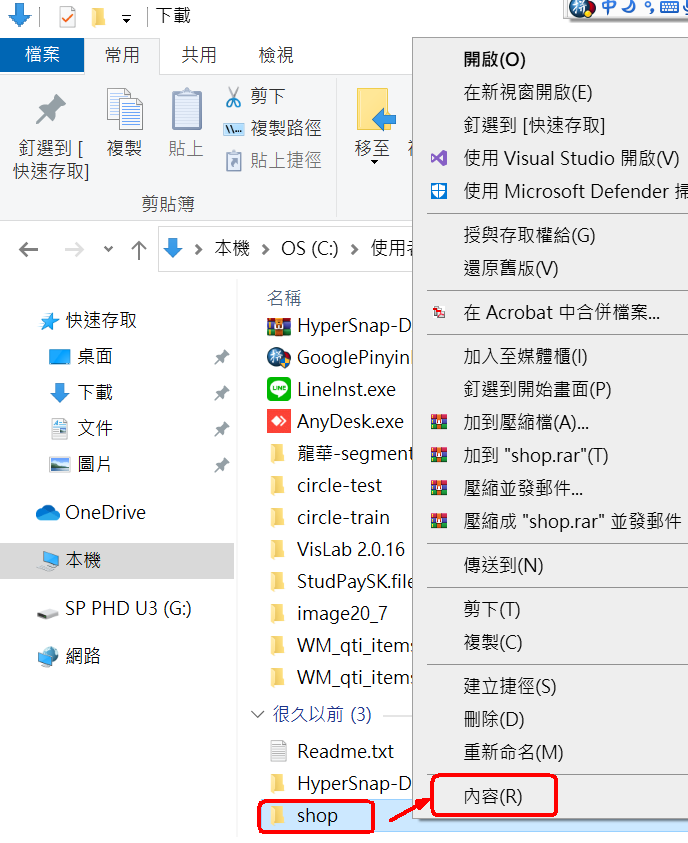 下載
檔案
常用
共用
檢視
釘選到 [
快速存取]
複製
貼上
剪下
複製路徑
貼上捷徑
移至
剪貼簿
本機
OS (C:)
快速存取
桌面
下載
文件
圖片
OneDrive
本機
SP PHD U3 (G:)
網路
名稱
HyperSnap-D
GooglePinyin
LineInst.exe
AnyDesk.exe
龍華-segment
circle-test
circle-train
VisLab 2.0.16
StudPaySK.file
image20_7
WM_qti_items
WM_qti_items
很久以前 (3)
Readme.txt
HyperSnap-D
shop
中
開啟(O)
在新視窗開啟(E)
釘選到 [快速存取]
使用 Visual Studio 開啟(V)
使用 Microsoft Defender 掃
授與存取權給(G)
還原舊版(V)
在 Acrobat 中合併檔案...
加入至媒體櫃(I)
釘選到開始畫面(P)
加到壓縮檔(A)...
加到 "shop.rar"(T)
壓縮並發郵件...
壓縮成 "shop.rar" 並發郵件
傳送到(N)
剪下(T)
複製(C)
建立捷徑(S)
刪除(D)
重新命名(M)
內容(R)